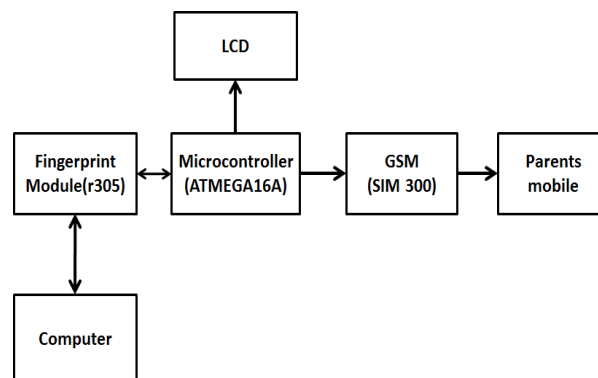 LCD
Fingerprint
Module(r305)
Microcontroller
(ATMEGA16A)
GSM
(SIM 300)
Parents
mobile
Computer